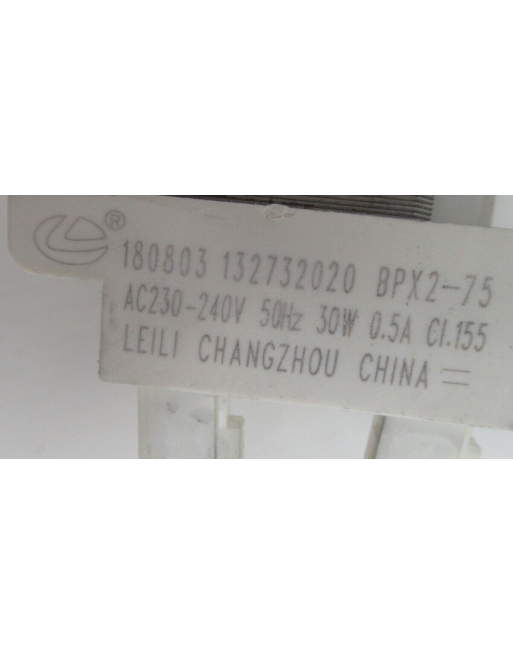 ®
180803 132732020 BPX2-75
AC230-240V 50Hz 30W 0.5A Cl.155
LEILI CHANGZHOU CHINA